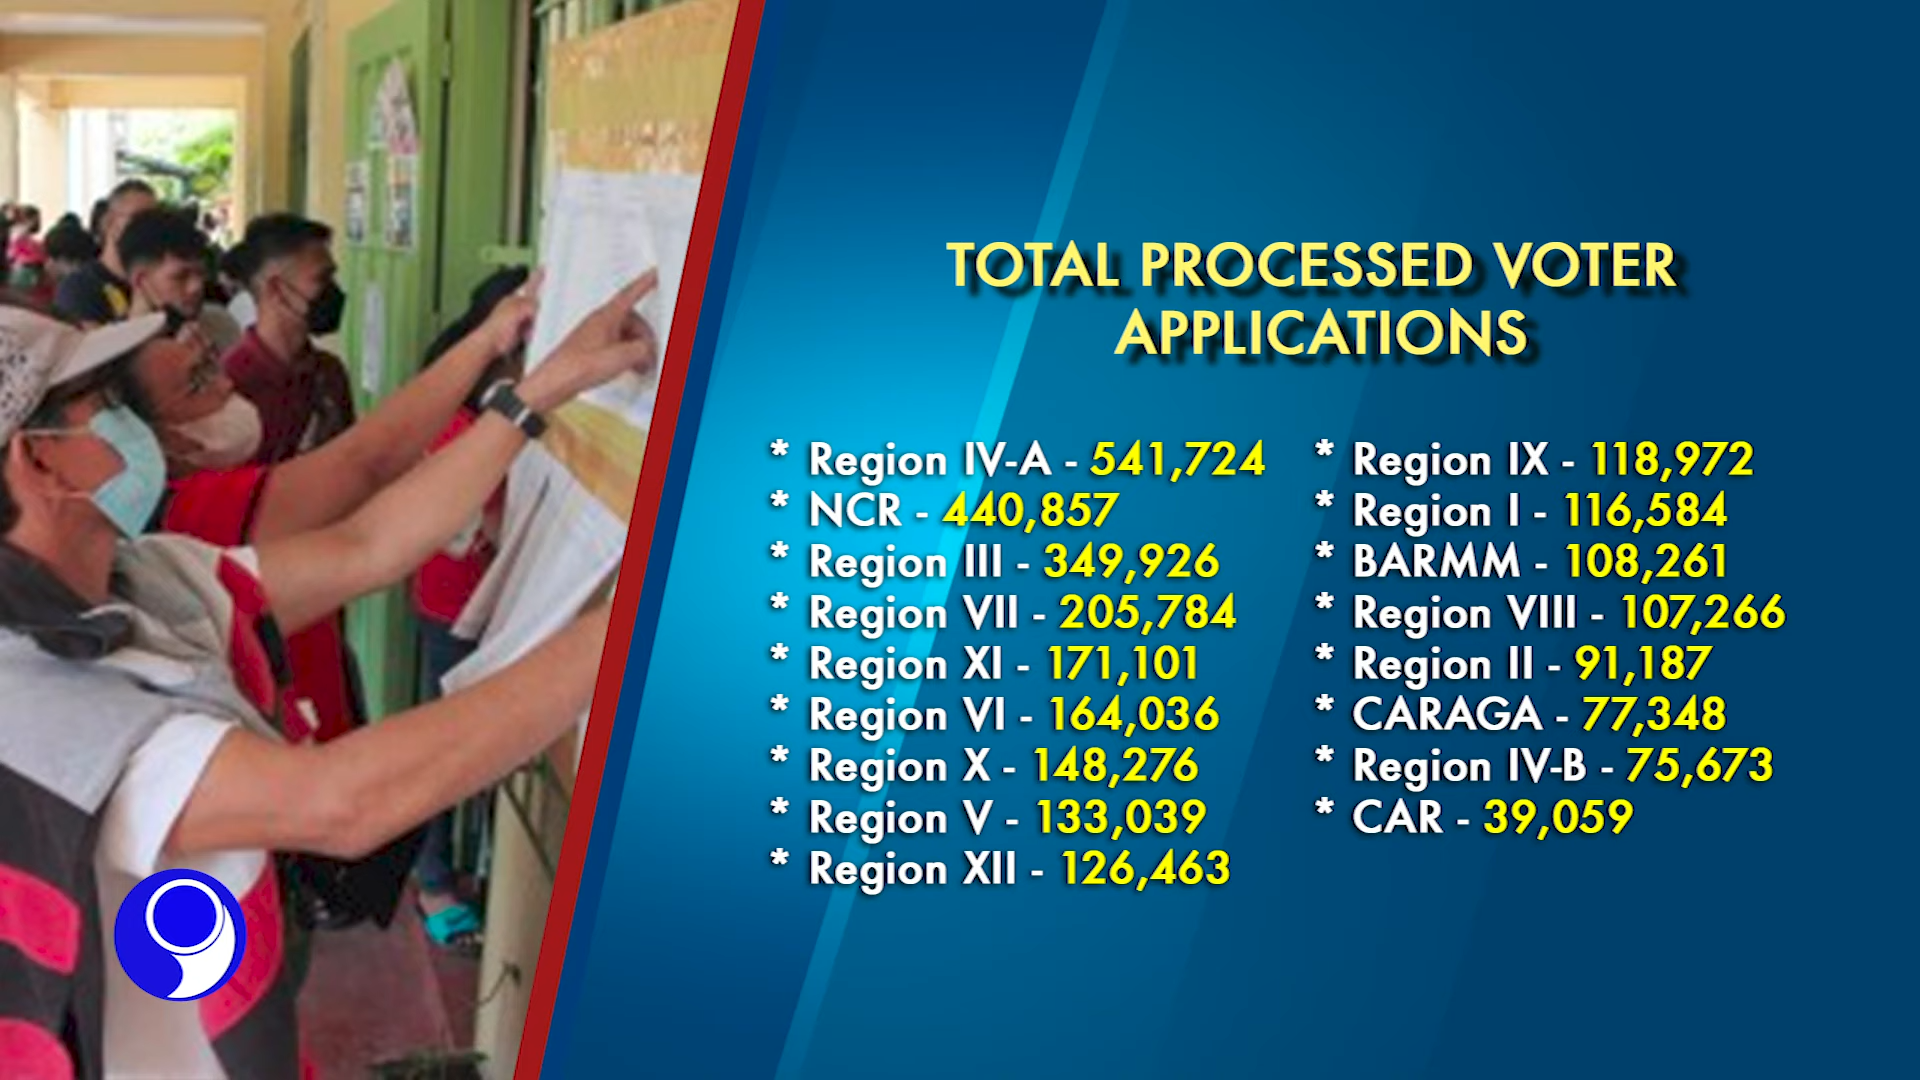 TOTAL PROCESSED VOTER
APPLICATIONS
* Region IV-A - 541,724
* NCR - 440,857
* Region III - 349,926
* Region VII - 205,784
* Region XI - 171,101
* Region VI - 164,036
* Region X - 148,276
* Region V - 133,039
* Region XII - 126,463
* Region IX - 118,972
* Region I - 116,584
* BARMM - 108,261
* Region VIII - 107,266
* Region II - 91,187
* CARAGA - 77,348
* Region IV-B - 75,673
* CAR - 39,059